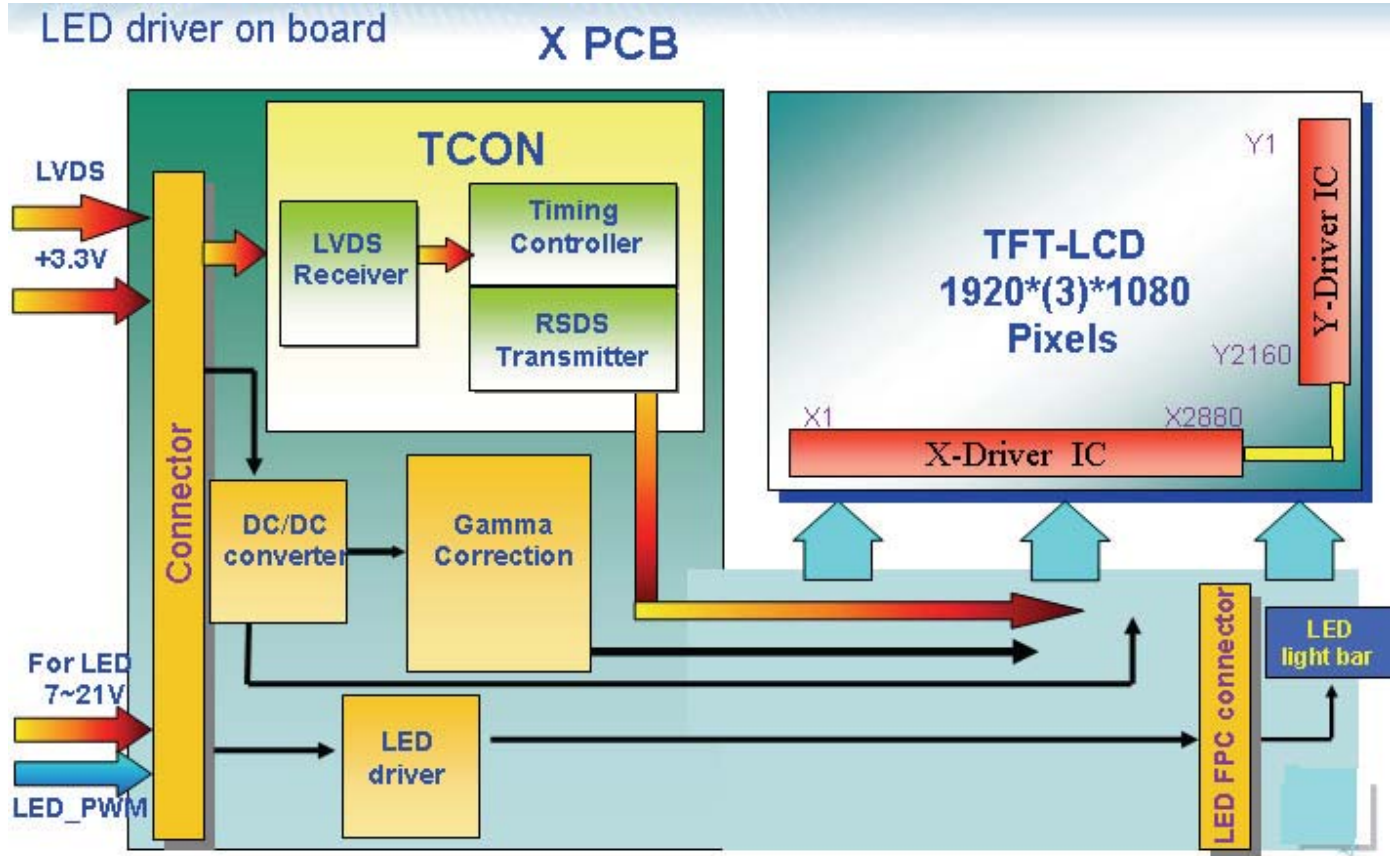 LED driver on board
X PCB
LVDS
+3.3V
For LED
7~21V
LED_PWM
Connector
TCON
LVDS
Receiver
Timing
Controller
RSDS
Transmitter
DC/DC
converter
Gamma
Correction
LED
driver
TFT-LCD
1920*(3)*1080
Pixels
Y1
Y2160
Y-Driver IC
X1
X2880
X-Driver IC
LED FPC connector
LED
light bar